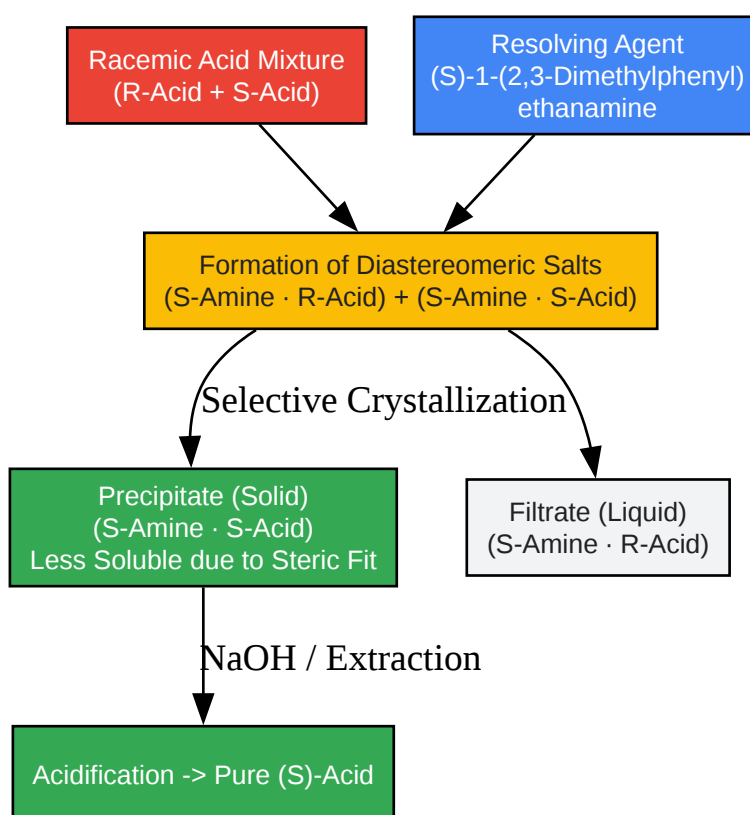 Racemic Acid Mixture
(R-Acid + S-Acid)
Resolving Agent
(S)-1-(2,3-Dimethylphenyl)
ethanamine
Formation of Diastereomeric Salts
(S-Amine · R-Acid) + (S-Amine · S-Acid)
Selective Crystallization
Precipitate (Solid)
(S-Amine · S-Acid)
Less Soluble due to Steric Fit
Filtrate (Liquid)
(S-Amine · R-Acid)
NaOH / Extraction
Acidification -> Pure (S)-Acid